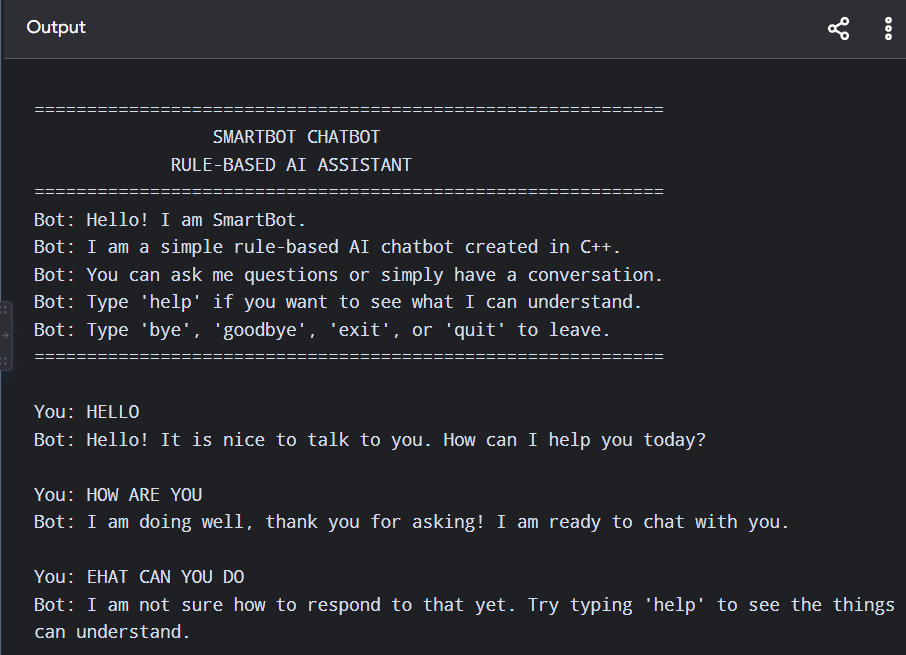 Output
============================================================
SMARTBOT CHATBOT
RULE-BASED AI ASSISTANT
============================================================
Bot: Hello! I am SmartBot.
Bot: I am a simple rule-based AI chatbot created in C++.
Bot: You can ask me questions or simply have a conversation.
Bot: Type 'help' if you want to see what I can understand.
Bot: Type 'bye', 'goodbye', 'exit', or 'quit' to leave.
============================================================
You: HELLO
Bot: Hello! It is nice to talk to you. How can I help you today?
You: HOW ARE YOU
Bot: I am doing well, thank you for asking! I am ready to chat with you.
You: EHAT CAN YOU DO
Bot: I am not sure how to respond to that yet. Try typing 'help' to see the things
can understand.